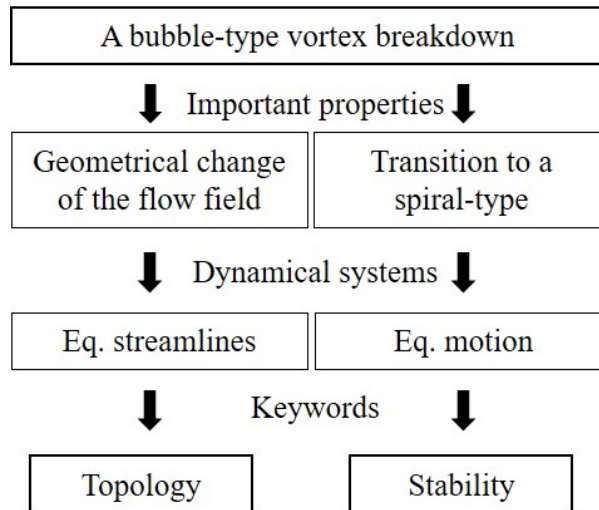 A bubble-type vortex breakdown
Important properties
Geometrical change
of the flow field
Transition to a
spiral-type
Dynamical systems
Eq. streamlines
Eq. motion
Keywords
Topology
Stability